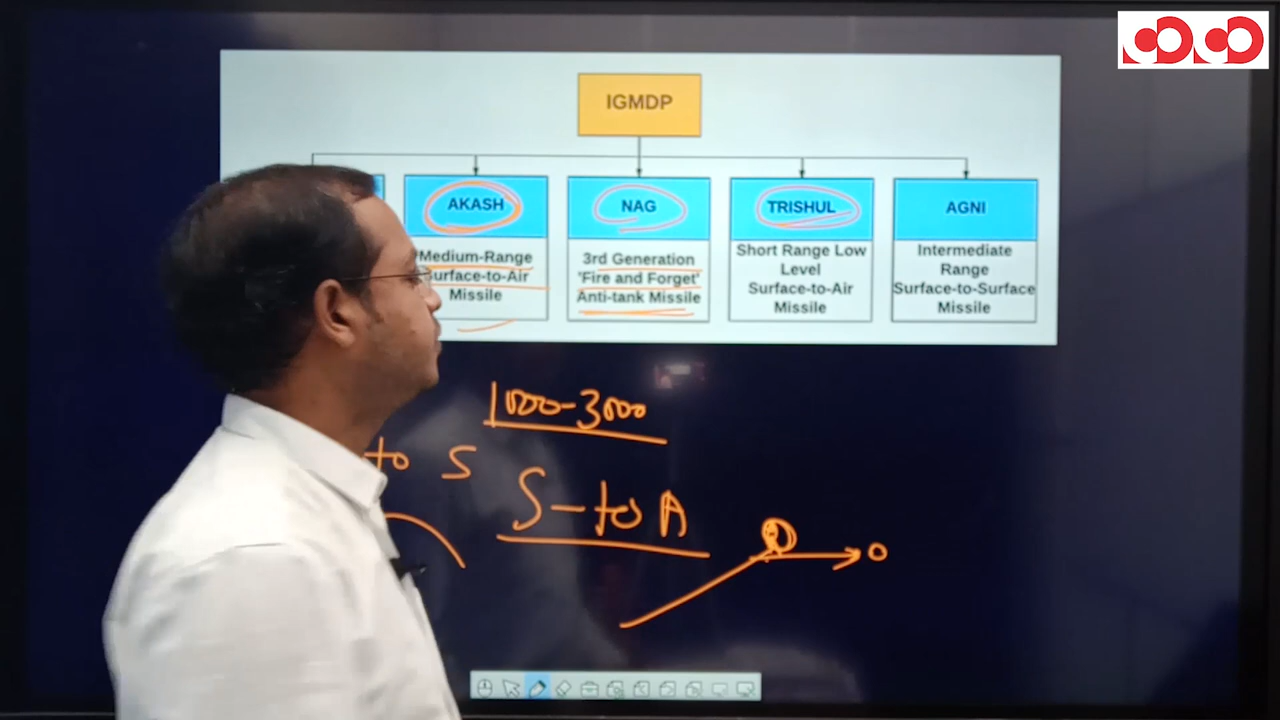 IGMDP
AKASH
Medium-Range
Surface-to-Air
Missile
NAG
3rd Generation
'Fire and Forget'
Anti-tank Missile
TRISHUL
Short Range Low
Level
Surface-to-Air
Missile
AGNI
Intermediate
Range
Surface-to-Surface
Missile
1000-3000
to S
S-to A